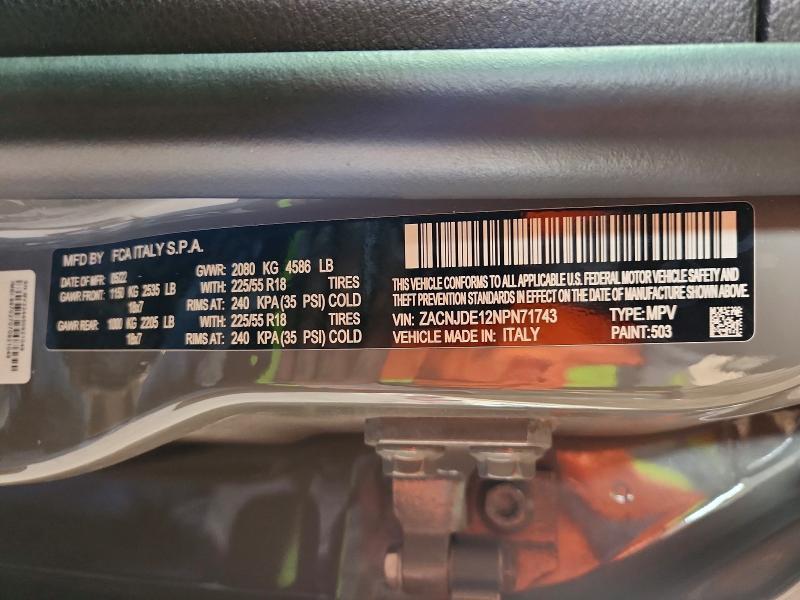 MFD BY FCA ITALY S.P.A.
DATE OF MFR: 05/22
GVWR: 2080 KG 4586 LB
GAWR FRONT: 1150 KG 2535 LB
WITH: 225/55 R18 TIRES
18x7
RIMS AT: 240 KPA (35 PSI) COLD
GAWR REAR: 1000 KG 2205 LB
WITH: 225/55 R18 TIRES
18x7
RIMS AT: 240 KPA (35 PSI) COLD
THIS VEHICLE CONFORMS TO ALL APPLICABLE U.S. FEDERAL MOTOR VEHICLE SAFETY AND
THEFT PREVENTION STANDARDS IN EFFECT ON THE DATE OF MANUFACTURE SHOWN ABOVE.
VIN: ZACNJDE12NPN71743 TYPE: MPV
VEHICLE MADE IN: ITALY PAINT: 503